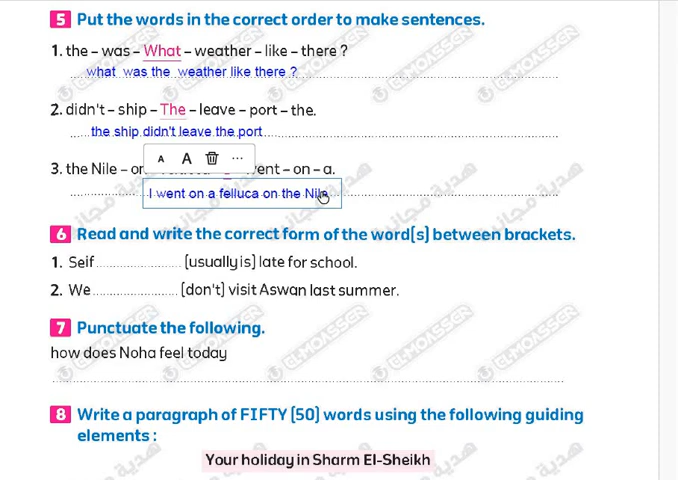 5 Put the words in the correct order to make sentences.
1. the – was – What – weather – like – there ?
what was the weather like there ?
2. didn't – ship – The – leave – port – the.
the ship didn't leave the port
A A ...
3. the Nile – on – went – on – a.
I went on a felluca on the Nile
6 Read and write the correct form of the word[s] between brackets.
1. Seif .................... [usually is] late for school.
2. We .................... [don't] visit Aswan last summer.
7 Punctuate the following.
how does Noha feel today
8 Write a paragraph of FIFTY [50] words using the following guiding
elements :
Your holiday in Sharm El-Sheikh
ELMOASSER
هدية مجانية